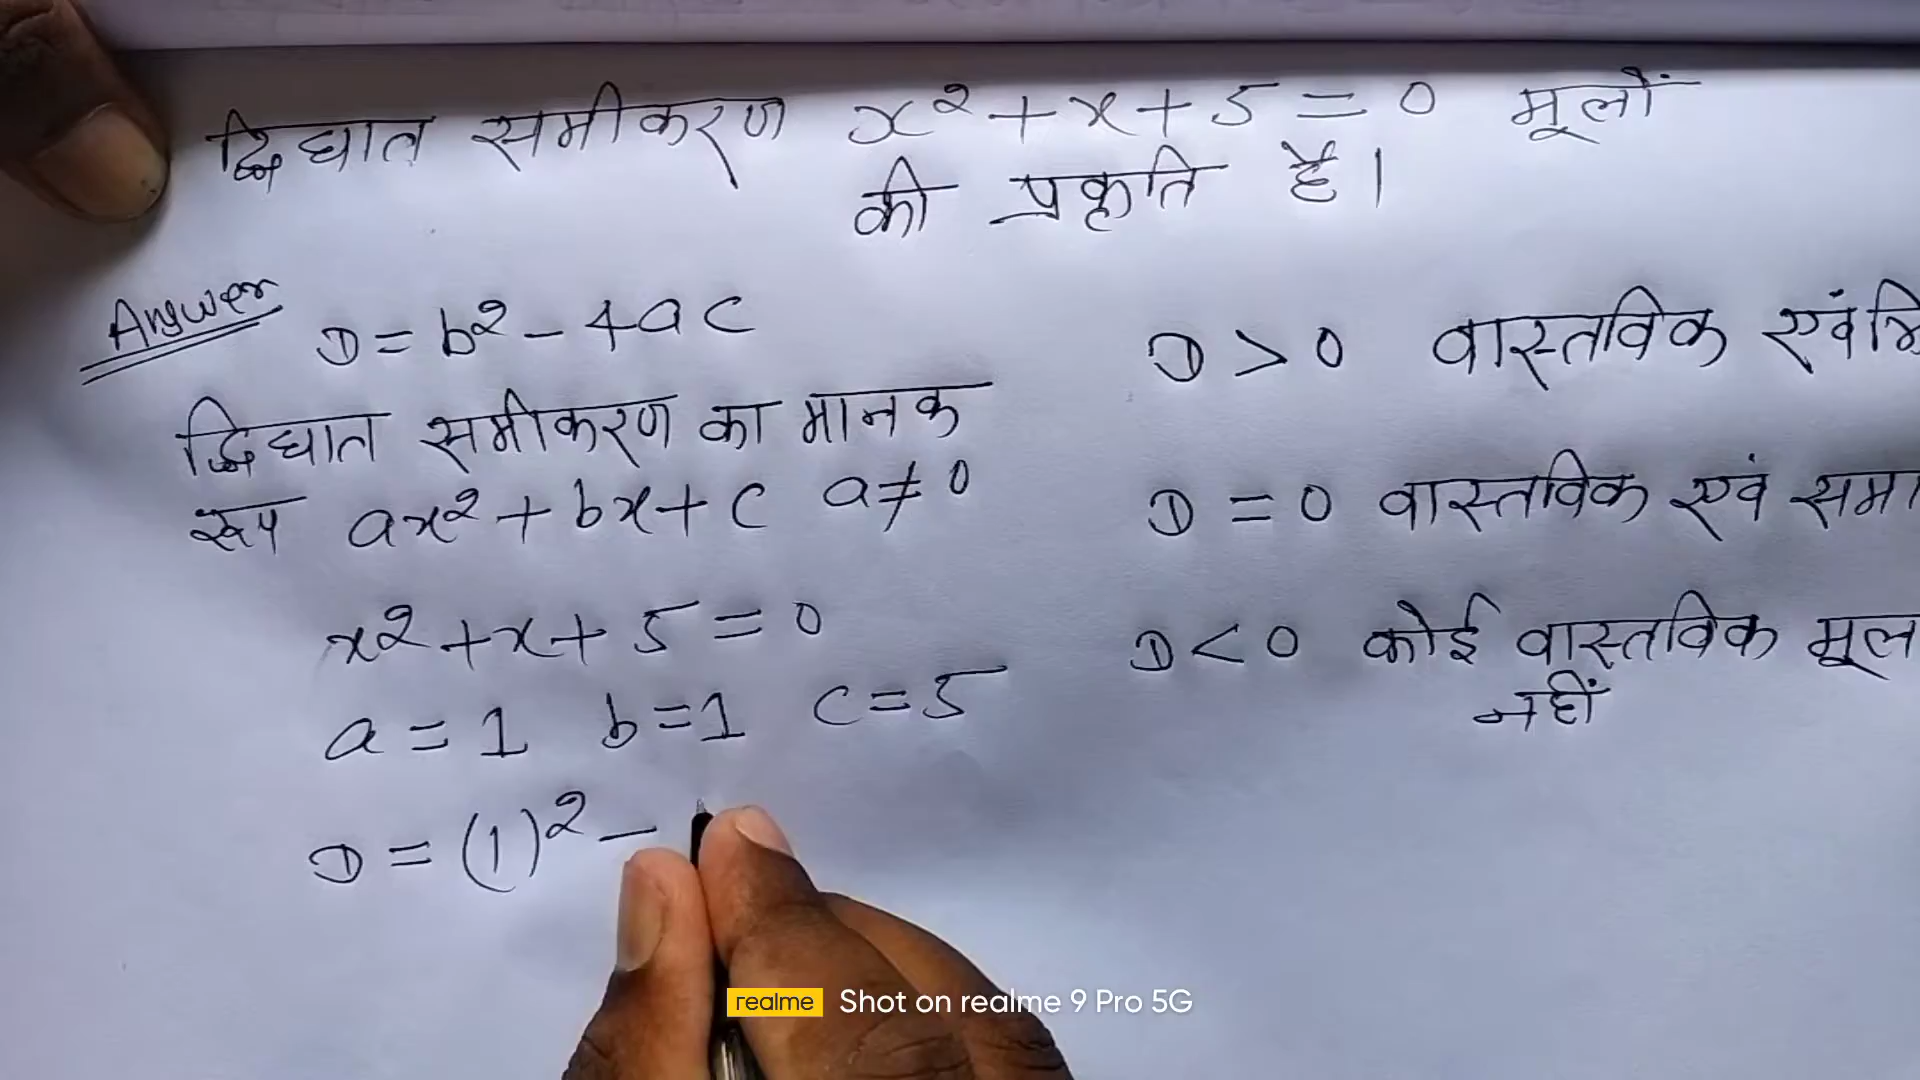 द्विघात समीकरण x² + x + 5 = 0 मूलों
की प्रकृति है।
Answer
D = b² - 4ac
द्विघात समीकरण का मानक
रूप ax² + bx + c a ≠ 0
x² + x + 5 = 0
a = 1 b = 1 c = 5
D = (1)² -
D > 0 वास्तविक एवं
D = 0 वास्तविक एवं समा
D < 0 कोई वास्तविक मूल
नहीं
realme Shot on realme 9 Pro 5G